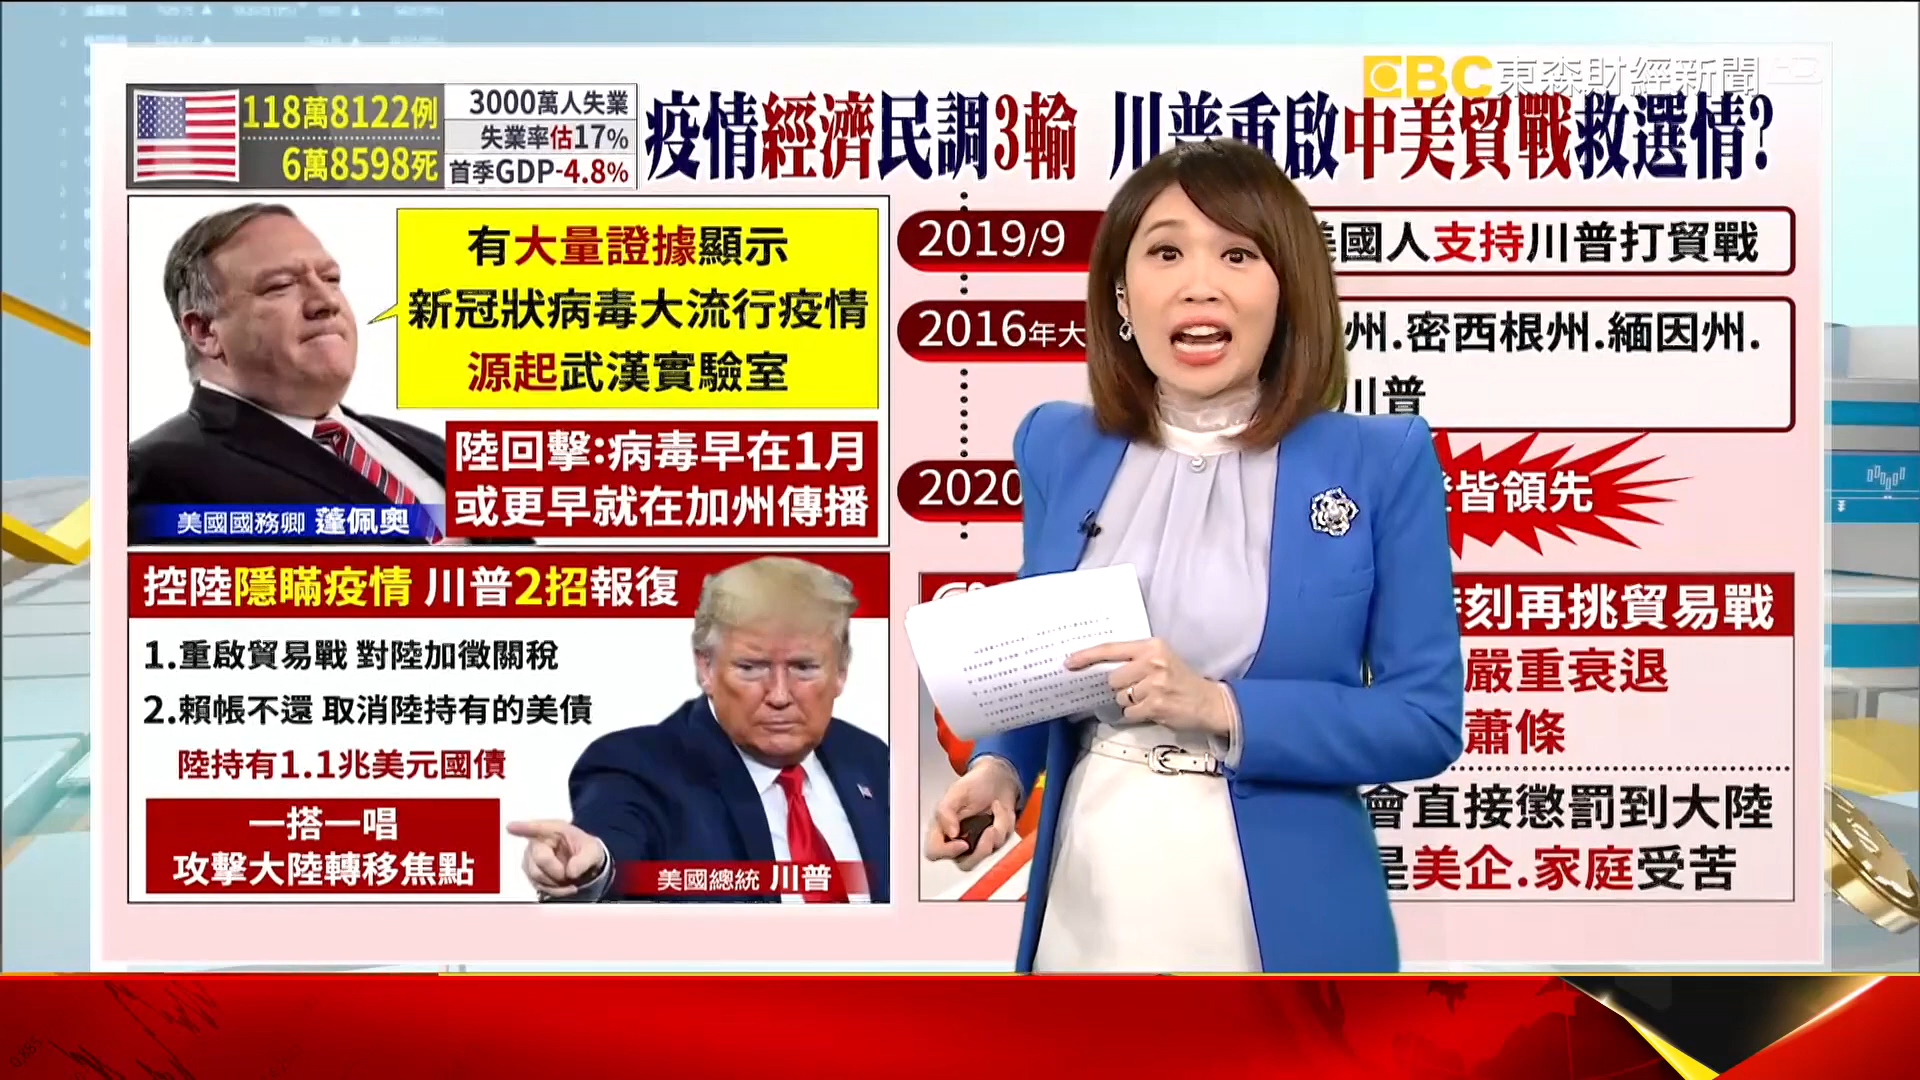 EBC東森財經新聞
118萬8122例
6萬8598死
3000萬人失業
失業率估17%
首季GDP-4.8%
疫情經濟民調3輪 川普重啟中美貿戰救選情?
有大量證據顯示
新冠狀病毒大流行疫情
源起武漢實驗室
陸回擊:病毒早在1月
或更早就在加州傳播
美國國務卿 蓬佩奧
控陸隱瞞疫情 川普2招報復
1.重啟貿易戰 對陸加徵關稅
2.賴帳不還 取消陸持有的美債
陸持有1.1兆美元國債
一搭一唱
攻擊大陸轉移焦點
美國總統 川普
2019/9
國人支持川普打貿戰
2016年大
州.密西根州.緬因州.
川普
2020
皆領先
刻再挑貿易戰
嚴重衰退
蕭條
會直接懲罰到大陸
是美企.家庭受苦